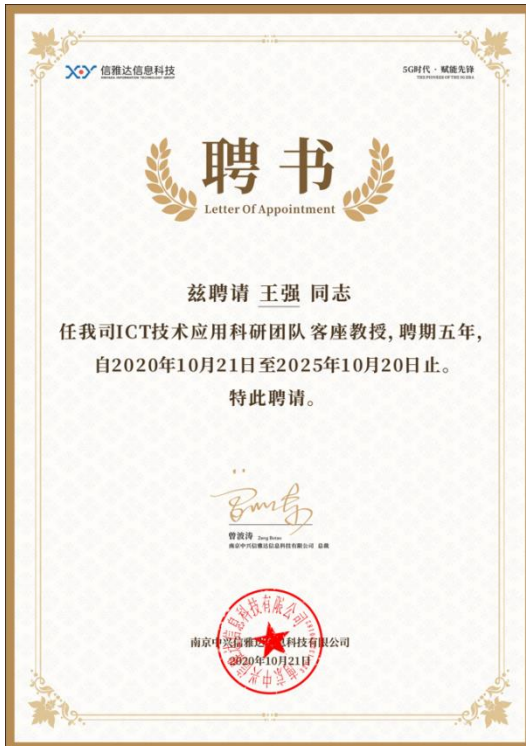 信雅达信息科技
5G时代 · 赋能先锋
聘书
Letter Of Appointment
兹聘请 王强 同志
任我司ICT技术应用科研团队 客座教授, 聘期五年,
自2020年10月21日至2025年10月20日止。
特此聘请。
曾波涛 Zeng Botao
南京中兴信雅达信息科技有限公司 总裁
南京中兴信雅达信息科技有限公司
2020年10月21日